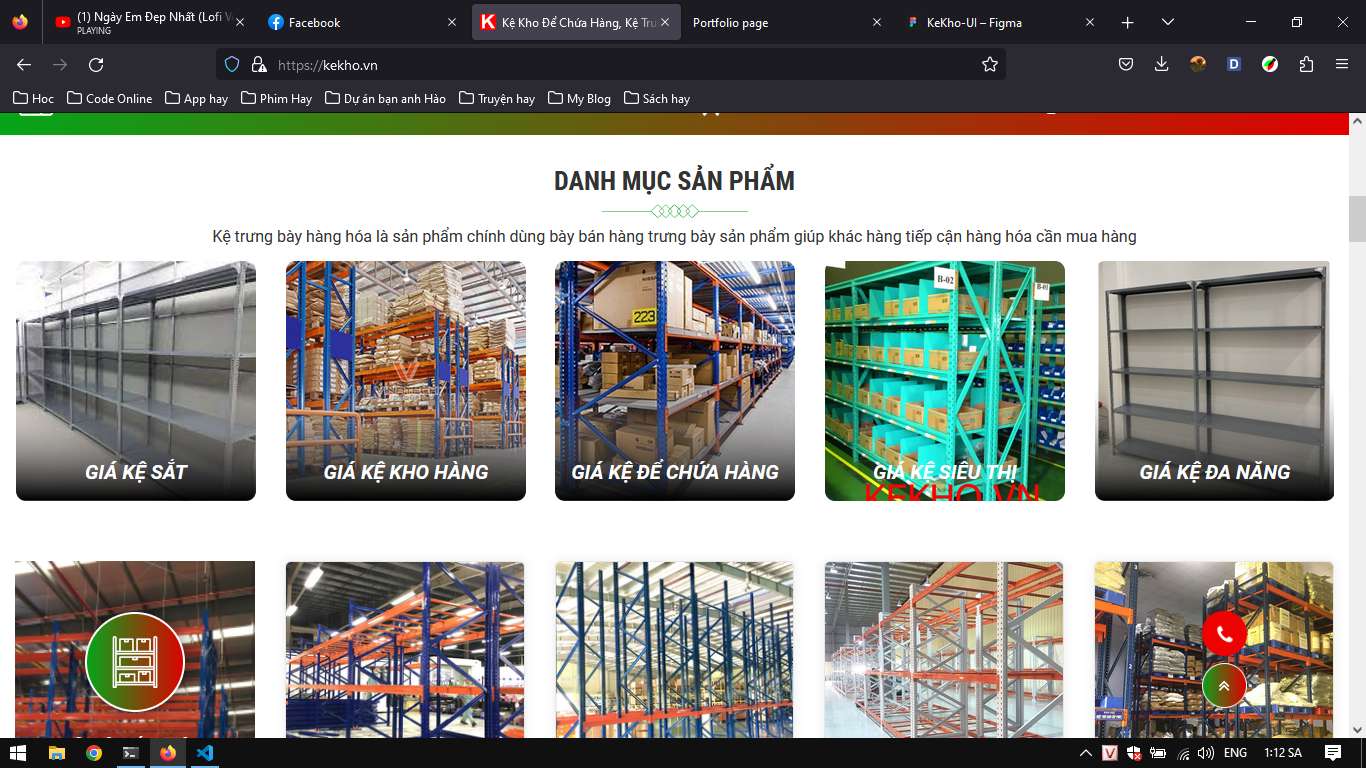 (1) Ngày Em Đẹp Nhất (Lofi V
PLAYING
Facebook
Kệ Kho Để Chứa Hàng, Kệ Tru
Portfolio page
KeKho-UI – Figma
https://kekho.vn
Hoc
Code Online
App hay
Phim Hay
Dự án bạn anh Hào
Truyện hay
My Blog
Sách hay
DANH MỤC SẢN PHẨM
Kệ trưng bày hàng hóa là sản phẩm chính dùng bày bán hàng trưng bày sản phẩm giúp khác hàng tiếp cận hàng hóa cần mua hàng
223
B-02
B-01
GIÁ KỆ SẮT
GIÁ KỆ KHO HÀNG
GIÁ KỆ ĐỂ CHỨA HÀNG
GIÁ KỆ SIÊU THỊ
GIÁ KỆ ĐA NĂNG
KEKHO.VN
ENG
1:12 SA